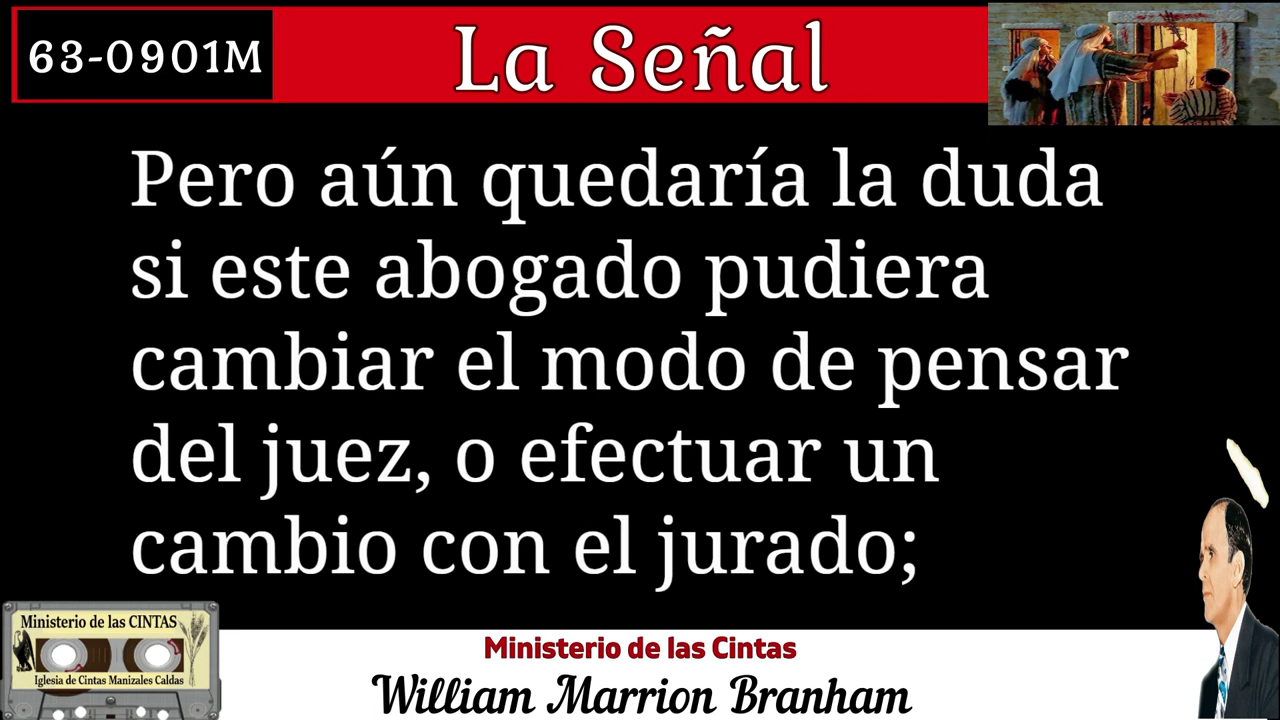 63-0901M
La Señal
Pero aún quedaría la duda
si este abogado pudiera
cambiar el modo de pensar
del juez, o efectuar un
cambio con el jurado;
Ministerio de las CINTAS
Iglesia de Cintas Manizales Caldas
Ministerio de las Cintas
William Marrion Branham